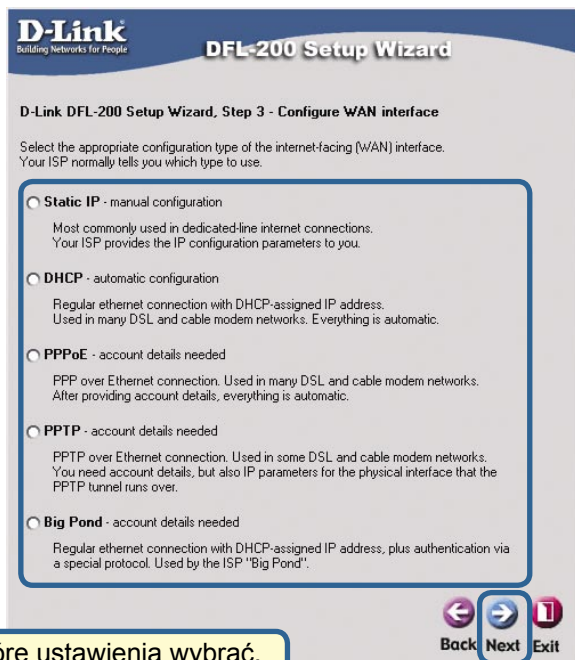 D-Link
Building Networks for People
DFL-200 Setup Wizard
D-Link DFL-200 Setup Wizard, Step 3 - Configure WAN interface
Select the appropriate configuration type of the internet-facing (WAN) interface.
Your ISP normally tells you which type to use.
Static IP - manual configuration
Most commonly used in dedicated-line internet connections.
Your ISP provides the IP configuration parameters to you.
DHCP - automatic configuration
Regular ethernet connection with DHCP-assigned IP address.
Used in many DSL and cable modem networks. Everything is automatic.
PPPoE - account details needed
PPP over Ethernet connection. Used in many DSL and cable modem networks.
After providing account details, everything is automatic.
PPTP - account details needed
PPTP over Ethernet connection. Used in some DSL and cable modem networks.
You need account details, but also IP parameters for the physical interface that the
PPTP tunnel runs over.
Big Pond - account details needed
Regular ethernet connection with DHCP-assigned IP address, plus authentication via
a special protocol. Used by the ISP "Big Pond".
Back Next Exit
ustawienia wybrać.